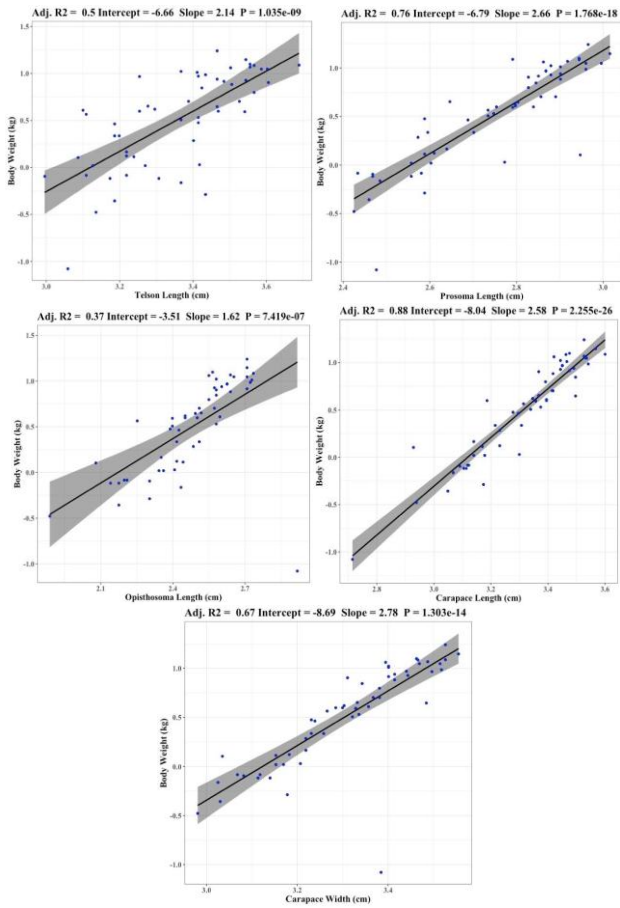 Adj. R2 = 0.5 Intercept = -6.66 Slope = 2.14 P = 1.035e-09
1.5
1.0
0.5
0.0
-0.5
-1.0
Body Weight (kg)
3.0 3.2 3.4 3.6
Telson Length (cm)
Adj. R2 = 0.76 Intercept = -6.79 Slope = 2.66 P = 1.768e-18
1.0
0.5
0.0
-0.5
-1.0
Body Weight (kg)
2.4 2.6 2.8 3.0
Prosoma Length (cm)
Adj. R2 = 0.37 Intercept = -3.51 Slope = 1.62 P = 7.419e-07
1.5
1.0
0.5
0.0
-0.5
-1.0
Body Weight (kg)
2.1 2.4 2.7
Opisthosoma Length (cm)
Adj. R2 = 0.88 Intercept = -8.04 Slope = 2.58 P = 2.255e-26
1.0
0.5
0.0
-0.5
-1.0
Body Weight (kg)
2.7 3.0 3.2 3.4 3.6
Carapace Length (cm)
Adj. R2 = 0.67 Intercept = -8.69 Slope = 2.78 P = 1.303e-14
1.0
0.5
0.0
-0.5
-1.0
Body Weight (kg)
3.0 3.2 3.4
Carapace Width (cm)